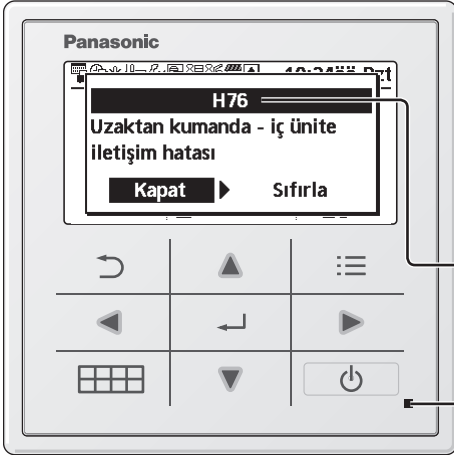 Panasonic
H76
Uzaktan kumanda - iç ünite
iletişim hatası
Kapat
Sıfırla